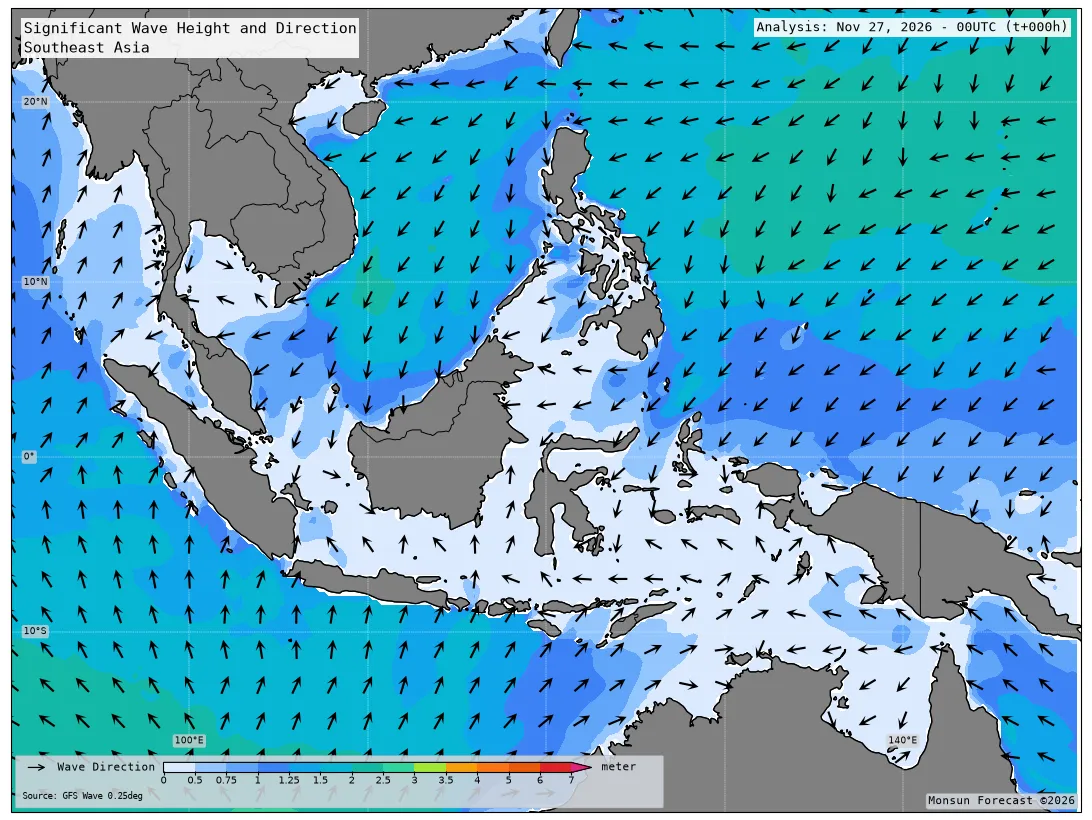 Significant Wave Height and Direction
Southeast Asia
Analysis: Nov 27, 2026 - 00UTC (t+000h)
20°N
10°N
0°
10°S
100°E
140°E
Wave Direction
meter
0 0.5 0.75 1 1.25 1.5 2 2.5 3 3.5 4 5 6 7
Source: GFS Wave 0.25deg
Monsun Forecast ©2026